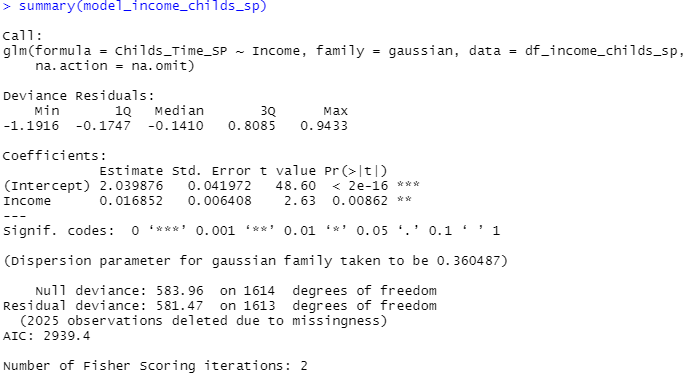 > summary(model_income_childs_sp)
Call:
glm(formula = Childs_Time_SP ~ Income, family = gaussian, data = df_income_childs_sp,
    na.action = na.omit)
Deviance Residuals:
    Min       1Q   Median       3Q      Max
-1.1916  -0.1747  -0.1410   0.8085   0.9433
Coefficients:
            Estimate Std. Error t value Pr(>|t|)
(Intercept) 2.039876   0.041972   48.60  < 2e-16 ***
Income      0.016852   0.006408    2.63  0.00862 **
---
Signif. codes:  0 ‘***’ 0.001 ‘**’ 0.01 ‘*’ 0.05 ‘.’ 0.1 ‘ ’ 1
(Dispersion parameter for gaussian family taken to be 0.360487)
    Null deviance: 583.96  on 1614  degrees of freedom
Residual deviance: 581.47  on 1613  degrees of freedom
  (2025 observations deleted due to missingness)
AIC: 2939.4
Number of Fisher Scoring iterations: 2